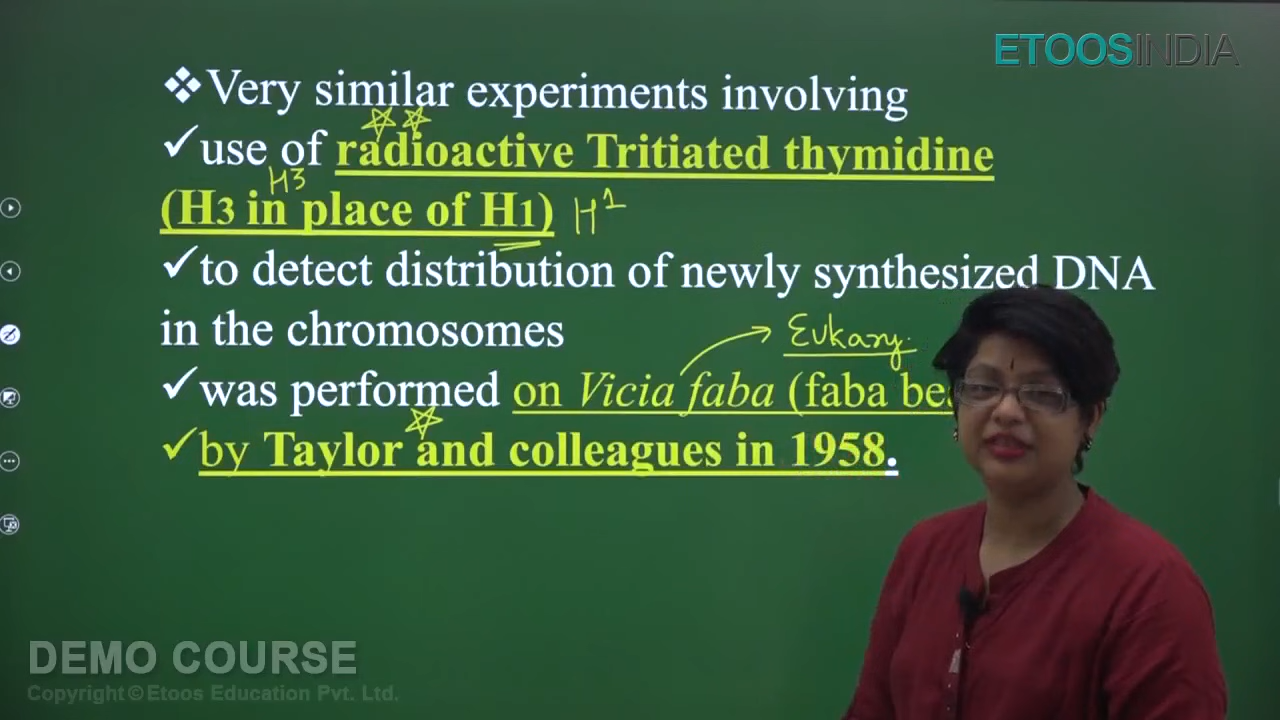 ETOOSINDIA
❖Very similar experiments involving
✓use of radioactive Tritiated thymidine
H3
(H3 in place of H1) H¹
✓to detect distribution of newly synthesized DNA
in the chromosomes
Eukary.
✓was performed on Vicia faba (faba be
✓by Taylor and colleagues in 1958.
DEMO COURSE
Copyright©Etoos Education Pvt. Ltd.